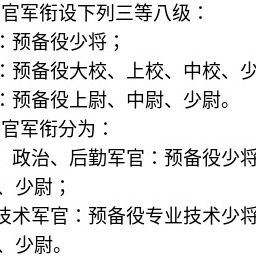 官军衔设下列三等八级：
：预备役少将；
：预备役大校、上校、中校、少
：预备役上尉、中尉、少尉。
官军衔分为：
、政治、后勤军官：预备役少将
、少尉；
技术军官：预备役专业技术少将
、少尉。